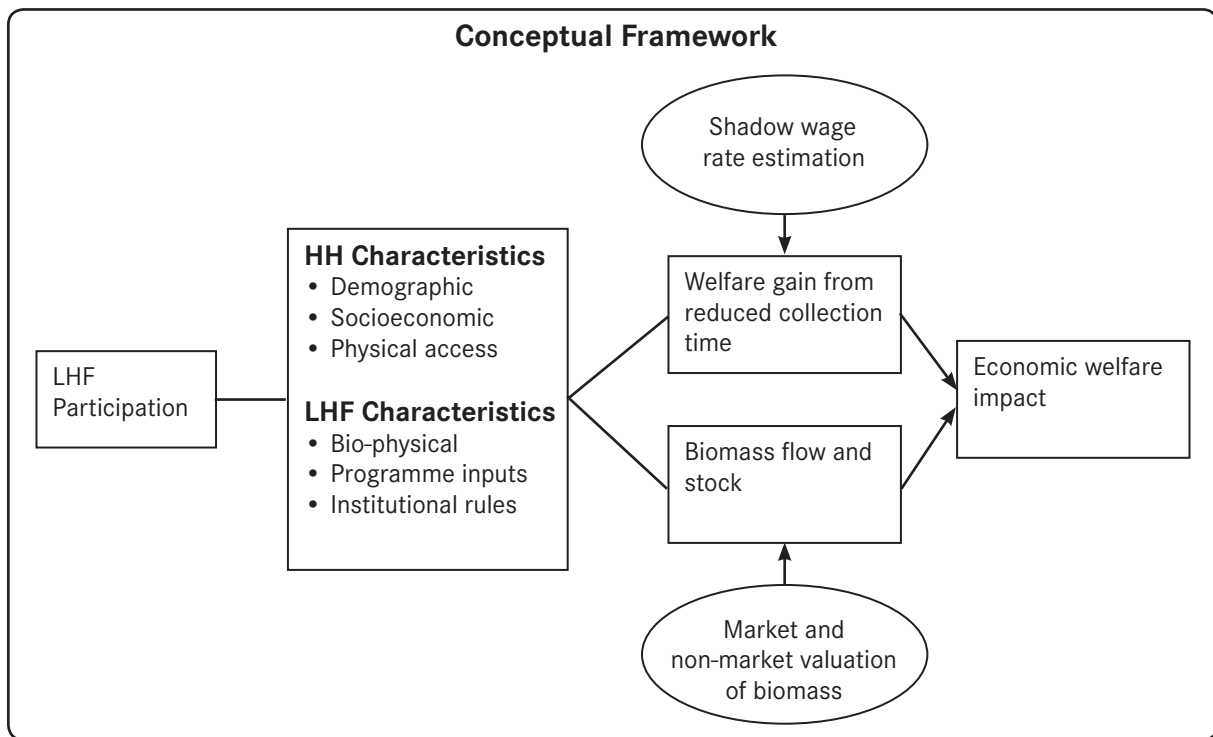 Conceptual Framework
Shadow wage
rate estimation
HH Characteristics
• Demographic
• Socioeconomic
• Physical access
LHF Characteristics
• Bio-physical
• Programme inputs
• Institutional rules
LHF
Participation
Welfare gain from
reduced collection
time
Biomass flow and
stock
Economic welfare
impact
Market and
non-market valuation
of biomass